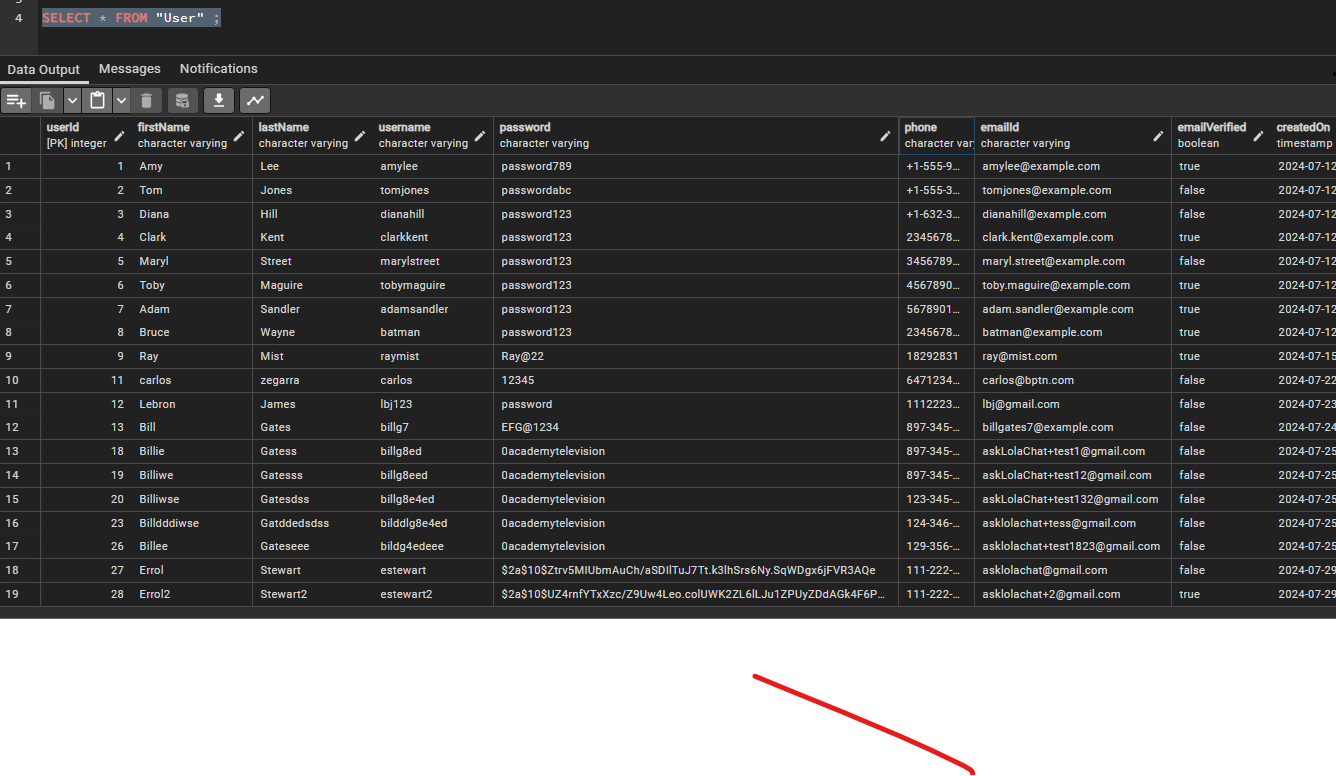 4 SELECT * FROM "User" ;
Data Output Messages Notifications
userId firstName lastName username password phone emailId emailVerified createdOn
[PK] integer character varying character varying character varying character varying character var character varying boolean timestamp
1 1 Amy Lee amylee password789 +1-555-9... amylee@example.com true 2024-07-12
2 2 Tom Jones tomjones passwordabc +1-555-3... tomjones@example.com false 2024-07-12
3 3 Diana Hill dianahill password123 +1-632-3... dianahill@example.com false 2024-07-12
4 4 Clark Kent clarkkent password123 2345678... clark.kent@example.com true 2024-07-12
5 5 Maryl Street marylstreet password123 3456789... maryl.street@example.com false 2024-07-12
6 6 Toby Maguire tobymaguire password123 4567890... toby.maguire@example.com true 2024-07-12
7 7 Adam Sandler adamsandler password123 5678901... adam.sandler@example.com true 2024-07-12
8 8 Bruce Wayne batman password123 2345678... batman@example.com true 2024-07-12
9 9 Ray Mist raymist Ray@22 18292831 ray@mist.com true 2024-07-15
10 11 carlos zegarra carlos 12345 6471234... carlos@bptn.com false 2024-07-22
11 12 Lebron James lbj123 password 1112223... lbj@gmail.com false 2024-07-23
12 13 Bill Gates billg7 EFG@1234 897-345-... billgates7@example.com false 2024-07-24
13 18 Billie Gatess billg8ed 0academytelevision 897-345-... askLolaChat+test1@gmail.com false 2024-07-25
14 19 Billiwe Gatesss billg8eed 0academytelevision 897-345-... askLolaChat+test12@gmail.com false 2024-07-25
15 20 Billiwse Gatesdss billg8e4ed 0academytelevision 123-345-... askLolaChat+test132@gmail.com false 2024-07-25
16 23 Billdddiwse Gatddedsdss bilddlg8e4ed 0academytelevision 124-346-... asklolachat+tess@gmail.com false 2024-07-25
17 26 Billee Gateseee bildg4edeee 0academytelevision 129-356-... asklolachat+test1823@gmail.com false 2024-07-25
18 27 Errol Stewart estewart $2a$10$Ztrv5MIUbmAuCh/aSDIlTuJ7Tt.k3lhSrs6Ny.SqWDgx6jFVR3AQe 111-222-... asklolachat@gmail.com false 2024-07-29
19 28 Errol2 Stewart2 estewart2 $2a$10$UZ4rnfYTxXzc/Z9Uw4Leo.colUWK2ZL6lLJu1ZPUyZDdAGk4F6P... 111-222-... asklolachat+2@gmail.com true 2024-07-29